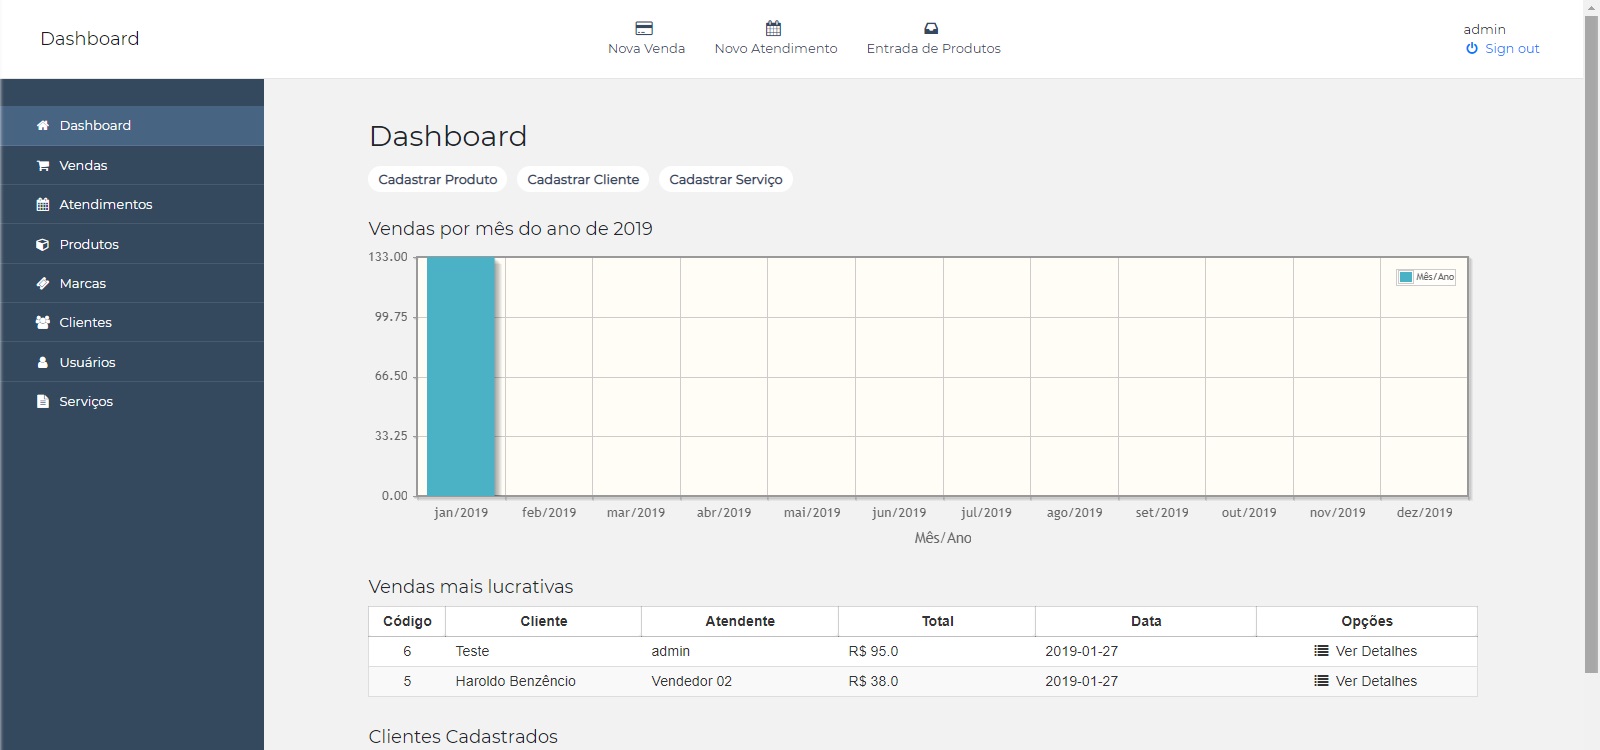 Dashboard
Nova Venda
Novo Atendimento
Entrada de Produtos
admin
Sign out
Dashboard
Vendas
Atendimentos
Produtos
Marcas
Clientes
Usuários
Serviços
Dashboard
Cadastrar Produto Cadastrar Cliente Cadastrar Serviço
Vendas por mês do ano de 2019
133.00
99.75
66.50
33.25
0.00
Mês/Ano
jan/2019 feb/2019 mar/2019 abr/2019 mai/2019 jun/2019 jul/2019 ago/2019 set/2019 out/2019 nov/2019 dez/2019
Mês/Ano
Vendas mais lucrativas
Código Cliente Atendente Total Data Opções
6 Teste admin R$ 95.0 2019-01-27 Ver Detalhes
5 Haroldo Benzêncio Vendedor 02 R$ 38.0 2019-01-27 Ver Detalhes
Clientes Cadastrados